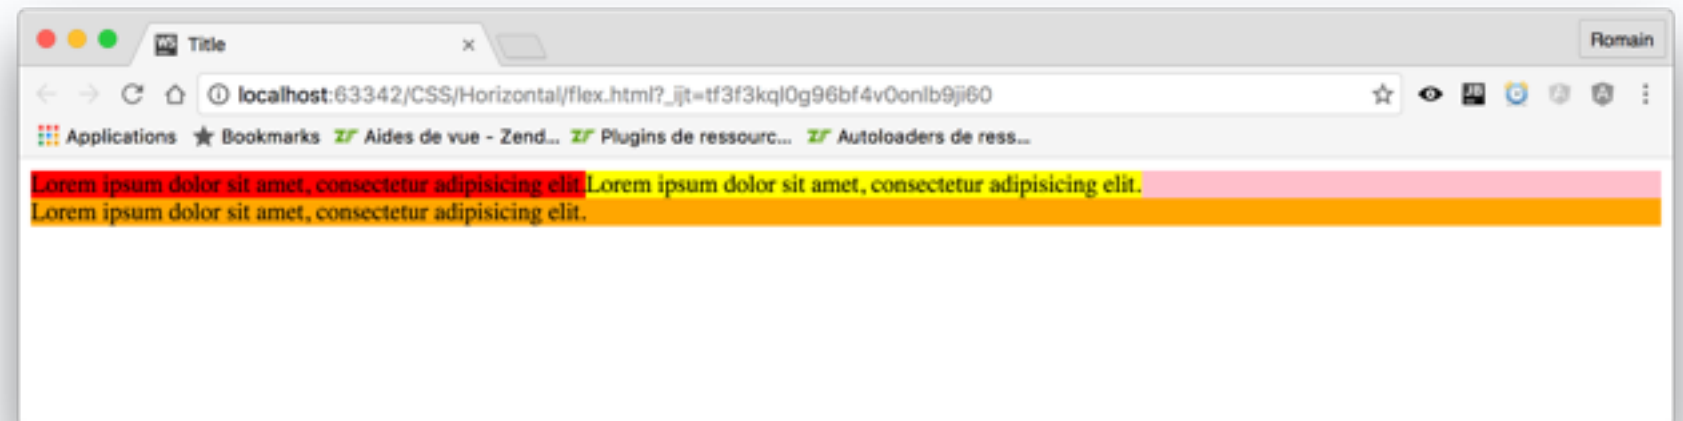 Title
Romain
localhost:63342/CSS/Horizontal/flex.html?_ijt=tf3f3kql0g96bf4v0onlb9ji60
Applications Bookmarks Aides de vue - Zend... Plugins de ressourc... Autoloaders de ress...
Lorem ipsum dolor sit amet, consectetur adipisicing elit.Lorem ipsum dolor sit amet, consectetur adipisicing elit.
Lorem ipsum dolor sit amet, consectetur adipisicing elit.